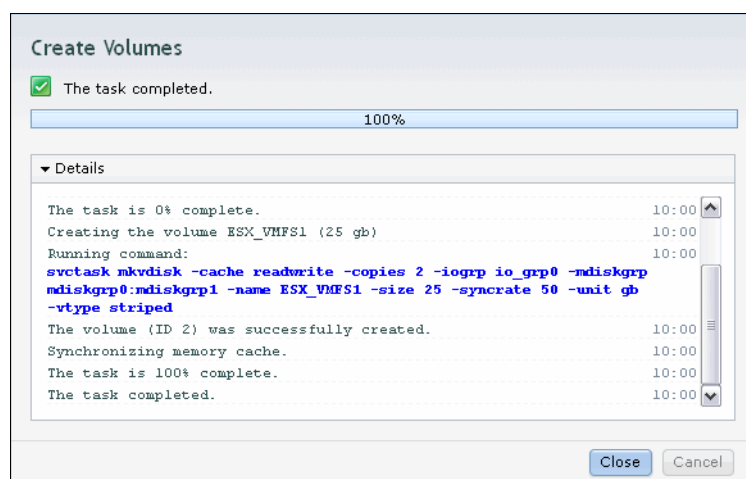 Create Volumes
The task completed.
100%
Details
The task is 0% complete. 10:00
Creating the volume ESX_VMFS1 (25 gb) 10:00
Running command: 10:00
svctask mkvdisk -cache readwrite -copies 2 -iogrp io_grp0 -mdiskgrp
mdiskgrp0:mdiskgrp1 -name ESX_VMFS1 -size 25 -syncrate 50 -unit gb
-vtype striped
The volume (ID 2) was successfully created. 10:00
Synchronizing memory cache. 10:00
The task is 100% complete. 10:00
The task completed. 10:00
Close Cancel